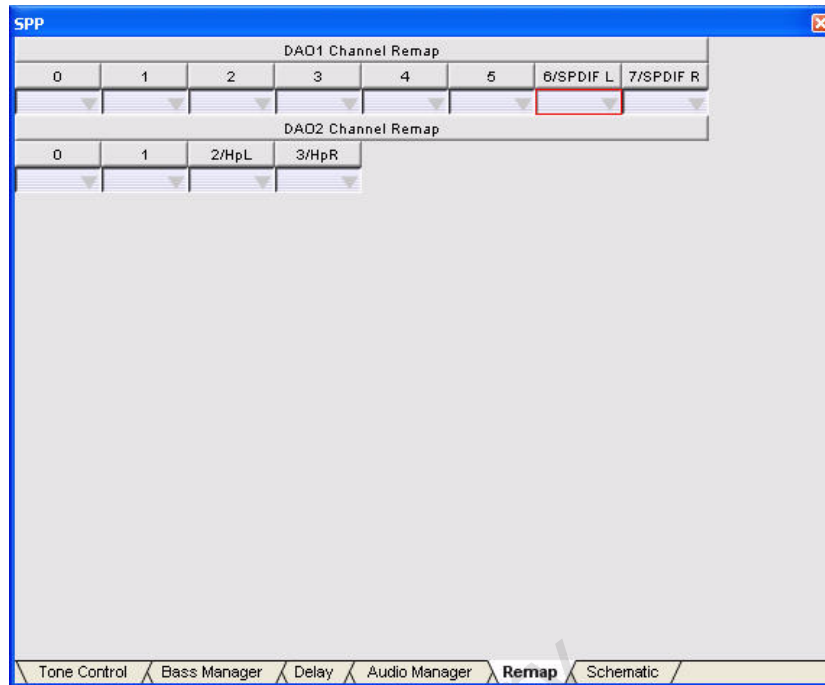 SPP
DAO1 Channel Remap
0 1 2 3 4 5 6/SPDIF L 7/SPDIF R
DAO2 Channel Remap
0 1 2/HpL 3/HpR
Tone Control Bass Manager Delay Audio Manager Remap Schematic